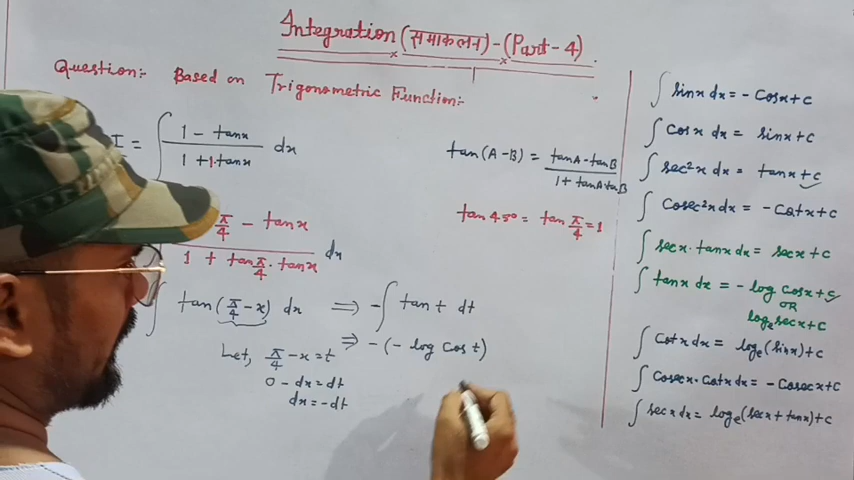 Integration (समाकलन) - (Part - 4).
Question:- Based on Trigonometric Function:-
I = ∫ (1 - tanx)/(1 + 1.tanx) dx
π/4 - tanx / 1 + tan π/4 . tanx dx
∫ tan(π/4 - x) dx ⟹ -∫ tan t dt
⟹ -(- log cos t)
Let, π/4 - x = t
0 - dx = dt
dx = -dt
tan(A - B) = (tanA - tanB)/(1 + tanA tanB)
tan 45° = tan π/4 = 1
∫ sinx dx = - cosx + c
∫ cosx dx = sinx + c
∫ sec²x dx = tanx + c
∫ cosec²x dx = - cotx + c
∫ secx. tanx dx = secx + c
∫ tanx dx = - log cosx + c
OR
logₑ secx + c
∫ cotx dx = logₑ(sinx) + c
∫ cosecx. cotx dx = - cosecx + c
∫ secx dx = logₑ(secx + tanx) + c